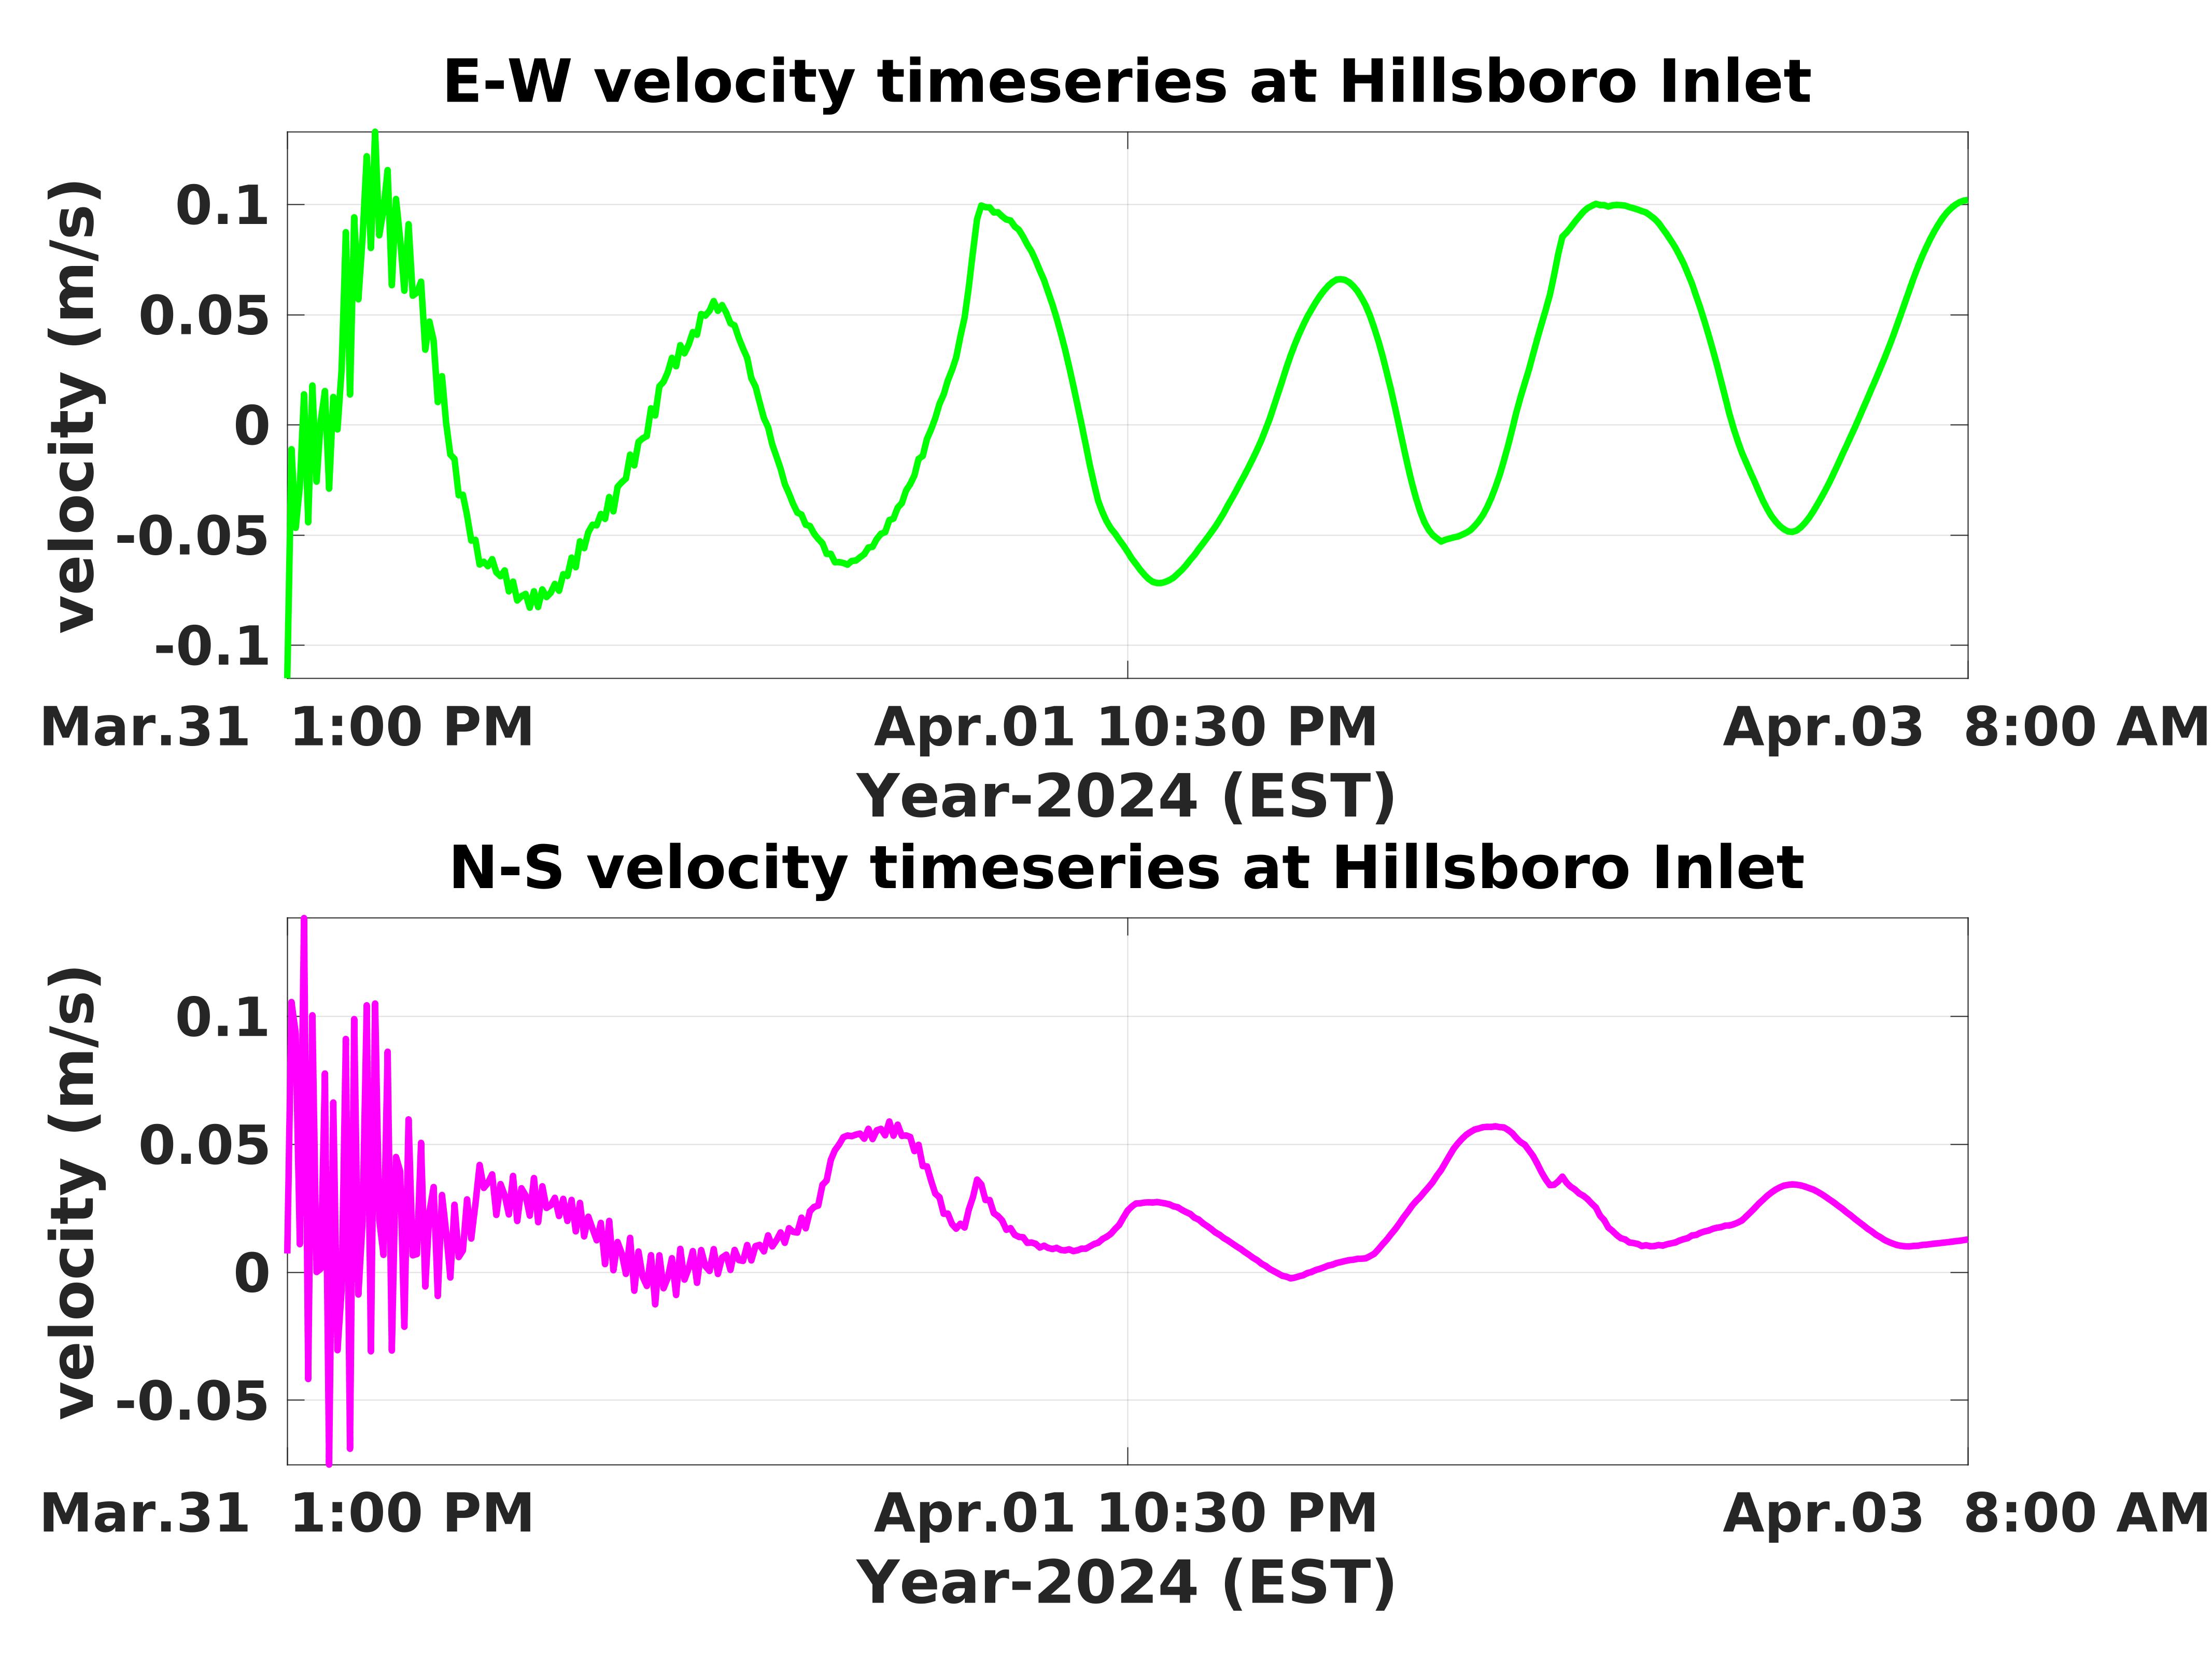 E-W velocity timeseries at Hillsboro Inlet
velocity (m/s)
0.1
0.05
0
-0.05
-0.1
Mar.31  1:00 PM
Apr.01 10:30 PM
Apr.03  8:00 AM
Year-2024 (EST)
N-S velocity timeseries at Hillsboro Inlet
velocity (m/s)
0.1
0.05
0
-0.05
Mar.31  1:00 PM
Apr.01 10:30 PM
Apr.03  8:00 AM
Year-2024 (EST)